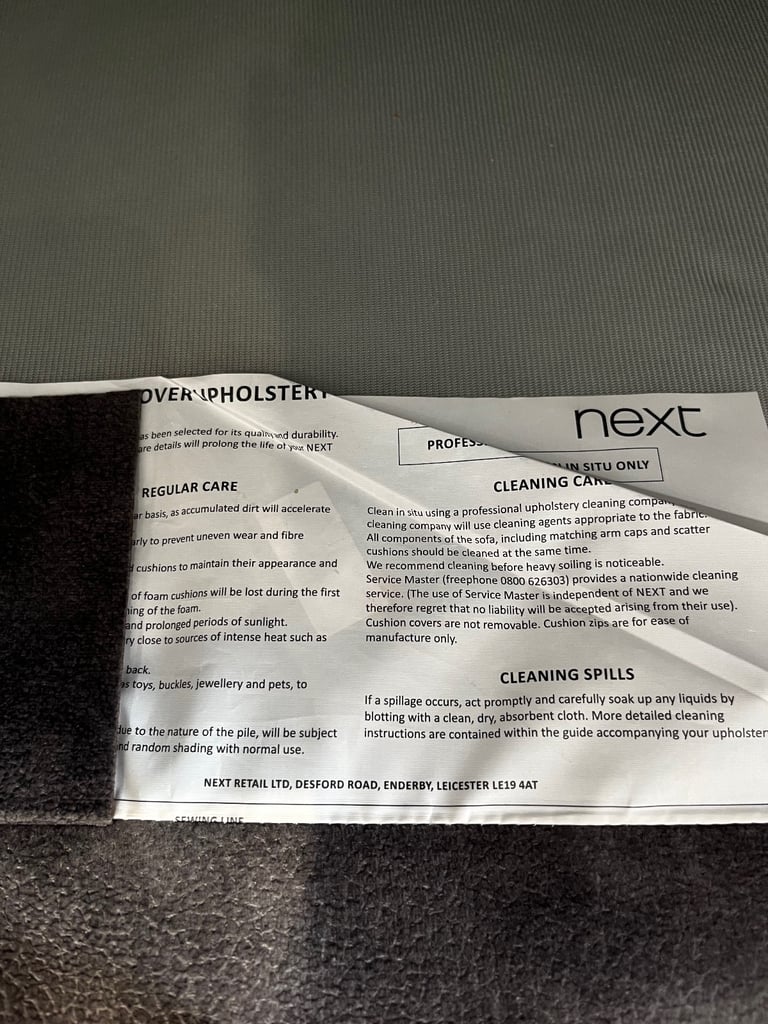 OVER UPHOLSTERY
as been selected for its quality and durability.
are details will prolong the life of your NEXT
REGULAR CARE
ar basis, as accumulated dirt will accelerate
arly to prevent uneven wear and fibre
d cushions to maintain their appearance and
of foam cushions will be lost during the first
ning of the foam.
and prolonged periods of sunlight.
ry close to sources of intense heat such as
back.
as toys, buckles, jewellery and pets, to
due to the nature of the pile, will be subject
nd random shading with normal use.
next
PROFESS
IN SITU ONLY
CLEANING CARE
Clean in situ using a professional upholstery cleaning company
cleaning company will use cleaning agents appropriate to the fabric.
All components of the sofa, including matching arm caps and scatter
cushions should be cleaned at the same time.
We recommend cleaning before heavy soiling is noticeable.
Service Master (freephone 0800 626303) provides a nationwide cleaning
service. (The use of Service Master is independent of NEXT and we
therefore regret that no liability will be accepted arising from their use).
Cushion covers are not removable. Cushion zips are for ease of
manufacture only.
CLEANING SPILLS
If a spillage occurs, act promptly and carefully soak up any liquids by
blotting with a clean, dry, absorbent cloth. More detailed cleaning
instructions are contained within the guide accompanying your upholster
NEXT RETAIL LTD, DESFORD ROAD, ENDERBY, LEICESTER LE19 4AT
SEWING LINE